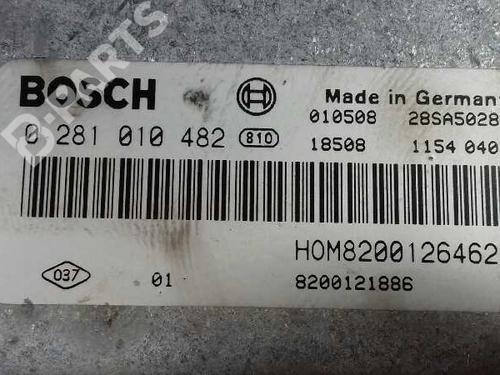 BOSCH
Made in German
0 281 010 482 810
010508 28SA5028
18508 1154 040
HOM8200126462
037 01
8200121886
B-PARTS